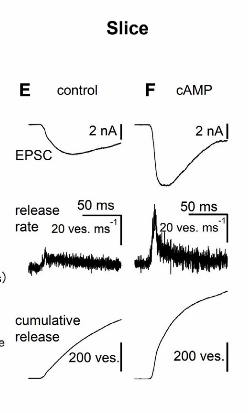 Slice
E control F cAMP
2 nA 2 nA
EPSC
release
rate
50 ms 50 ms
20 ves. ms-1 20 ves. ms-1
s)
cumulative
release
e
200 ves. 200 ves.